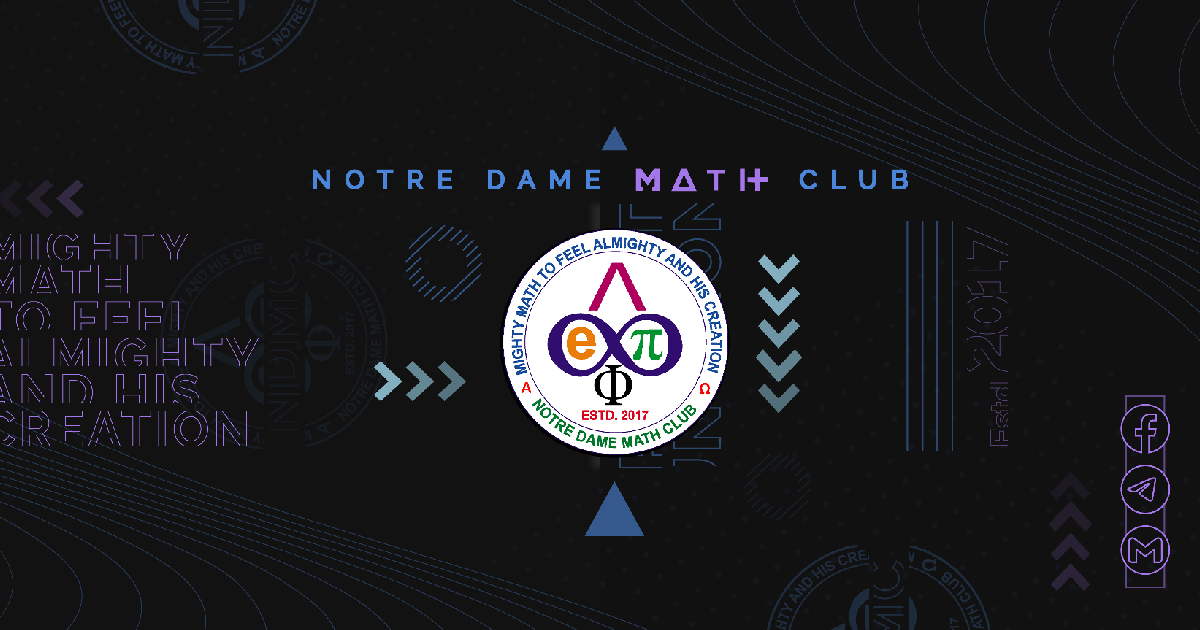 NOTRE DAME MATH CLUB
MIGHTY MATH TO FEEL ALMIGHTY AND HIS CREATION
Λ
e π
Φ
Α Ω
ESTD. 2017
NOTRE DAME MATH CLUB
MIGHTY
MATH
TO FEEL
ALMIGHTY
AND HIS
CREATION
Estd 2017